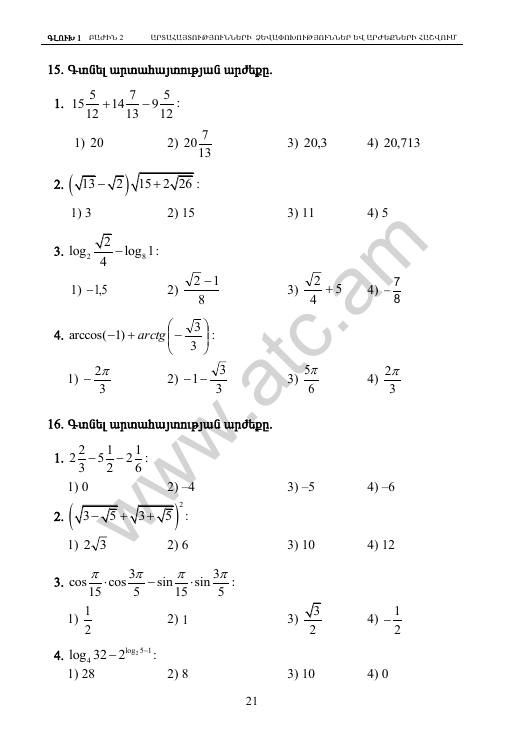 ԳԼՈՒԽ 1 ԲԱԺԻՆ 2 ԱՐՏԱՀԱՅՏՈՒԹՅՈՒՆՆԵՐԻ ՁԵՎԱՓՈԽՈՒԹՅՈՒՆՆԵՐ ԵՎ ԱՐԺԵՔՆԵՐԻ ՀԱՇՎՈՒՄ
15. Գտնել արտահայտության արժեքը.
1. 15 5/12 + 14 7/13 − 9 5/12 :
1) 20 2) 20 7/13 3) 20,3 4) 20,713
2. (√13 − √2)√(15 + 2√26) :
1) 3 2) 15 3) 11 4) 5
3. log₂ √2/4 − log₈ 1 :
1) −1,5 2) (√2 − 1)/8 3) √2/4 + 5 4) −7/8
4. arccos(−1) + arctg(−√3/3) :
1) −2π/3 2) −1 − √3/3 3) 5π/6 4) 2π/3
16. Գտնել արտահայտության արժեքը.
1. 2 2/3 − 5 1/2 − 2 1/6 :
1) 0 2) −4 3) −5 4) −6
2. (√(3 − √5) + √(3 + √5))² :
1) 2√3 2) 6 3) 10 4) 12
3. cos π/15 · cos 3π/5 − sin π/15 · sin 3π/5 :
1) 1/2 2) 1 3) √3/2 4) −1/2
4. log₄ 32 − 2^(log₂ 5−1) :
1) 28 2) 8 3) 10 4) 0
21
www.atc.am